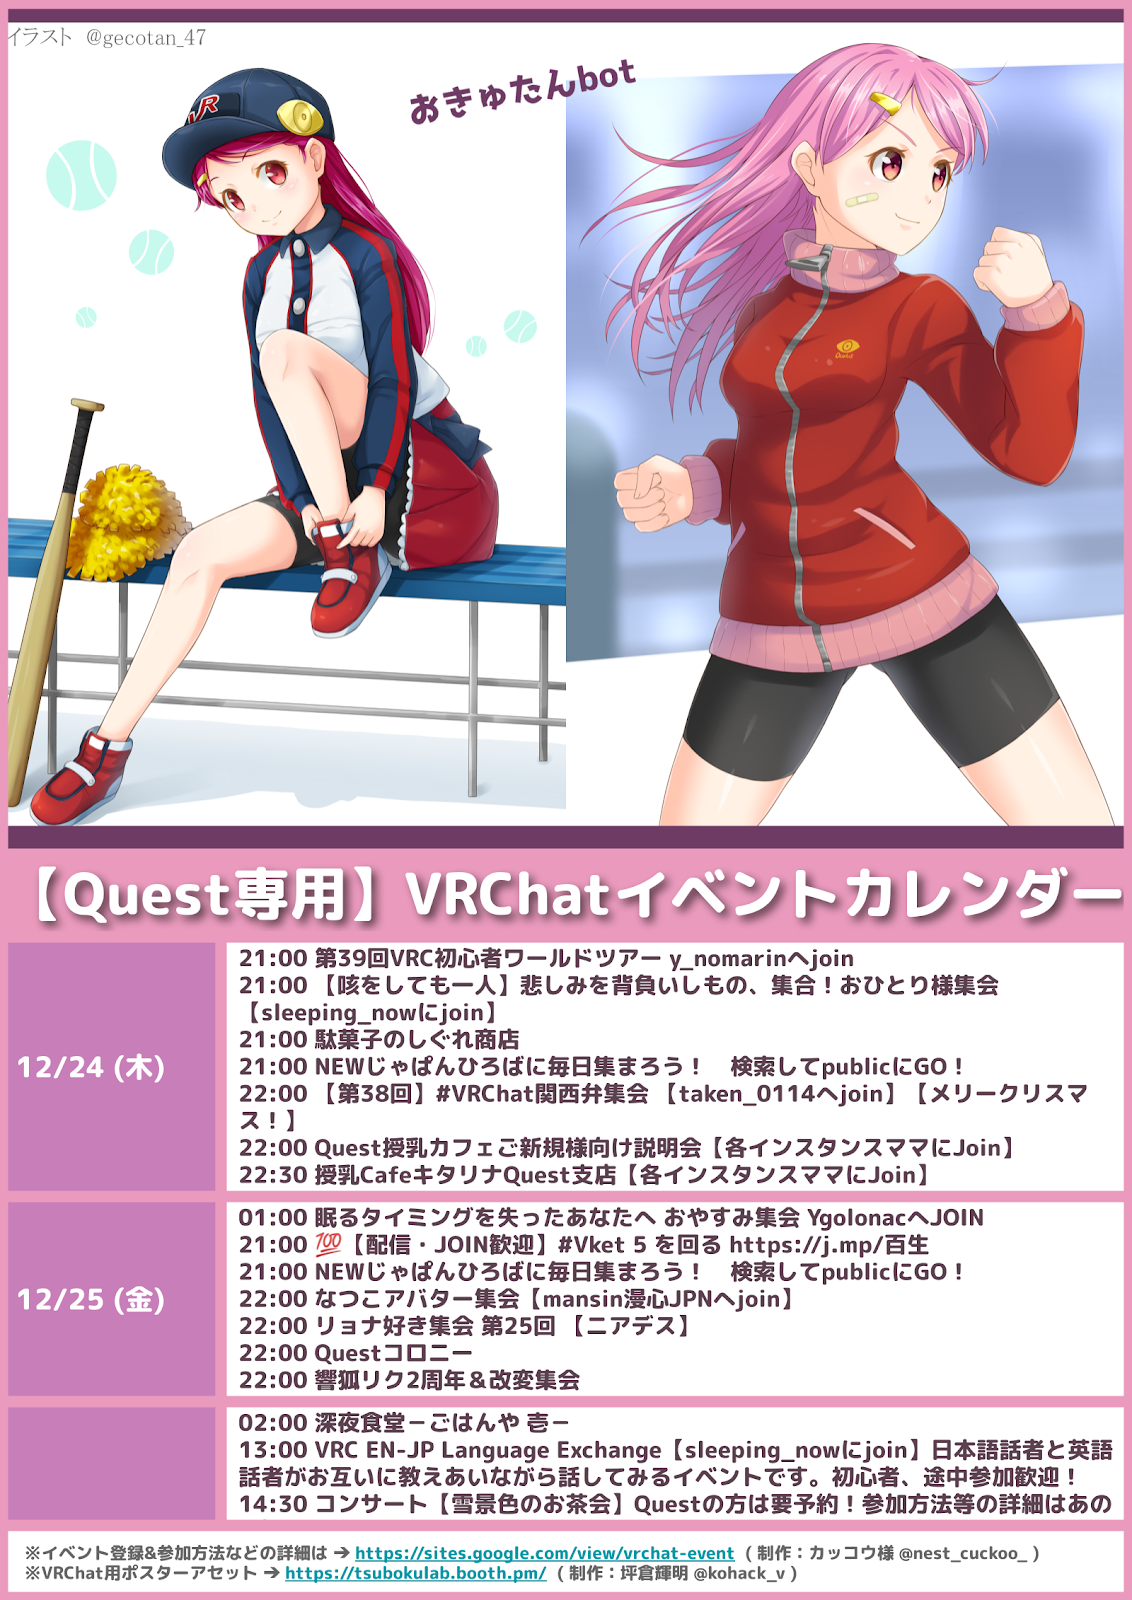 イラスト @gecotan_47
おきゅたんbot
VR
Quest
【Quest専用】VRChatイベントカレンダー
12/24 (木)
21:00 第39回VRC初心者ワールドツアー y_nomarinへjoin
21:00 【咳をしても一人】悲しみを背負いしもの、集合！おひとり様集会
【sleeping_nowにjoin】
21:00 駄菓子のしぐれ商店
21:00 NEWじゃぱんひろばに毎日集まろう！　検索してpublicにGO！
22:00 【第38回】#VRChat関西弁集会 【taken_0114へjoin】【メリークリスマ
ス！】
22:00 Quest授乳カフェご新規様向け説明会【各インスタンスママにJoin】
22:30 授乳CafeキタリナQuest支店【各インスタンスママにJoin】
12/25 (金)
01:00 眠るタイミングを失ったあなたへ おやすみ集会 YgolonacへJOIN
21:00 💯【配信・JOIN歓迎】#Vket 5 を回る https://j.mp/百生
21:00 NEWじゃぱんひろばに毎日集まろう！　検索してpublicにGO！
22:00 なつこアバター集会【mansin漫心JPNへjoin】
22:00 リョナ好き集会 第25回 【ニアデス】
22:00 Questコロニー
22:00 響狐リク2周年＆改変集会
02:00 深夜食堂－ごはんや 壱－
13:00 VRC EN-JP Language Exchange【sleeping_nowにjoin】日本語話者と英語
話者がお互いに教えあいながら話してみるイベントです。初心者、途中参加歓迎！
14:30 コンサート【雪景色のお茶会】Questの方は要予約！参加方法等の詳細はあの
※イベント登録&参加方法などの詳細は → https://sites.google.com/view/vrchat-event ( 制作：カッコウ様 @nest_cuckoo_ )
※VRChat用ポスターアセット → https://tsubokulab.booth.pm/ ( 制作：坪倉輝明 @kohack_v )